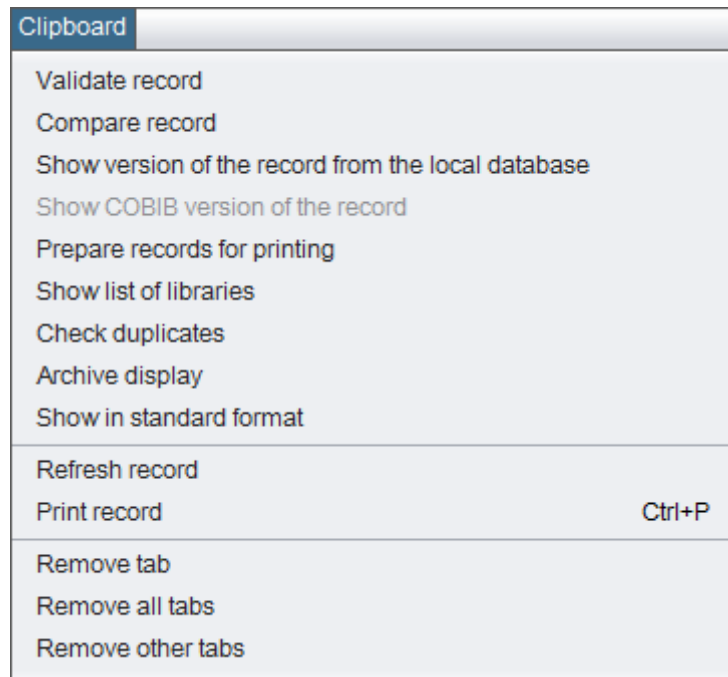 Clipboard
Validate record
Compare record
Show version of the record from the local database
Show COBIB version of the record
Prepare records for printing
Show list of libraries
Check duplicates
Archive display
Show in standard format
Refresh record
Print record Ctrl+P
Remove tab
Remove all tabs
Remove other tabs